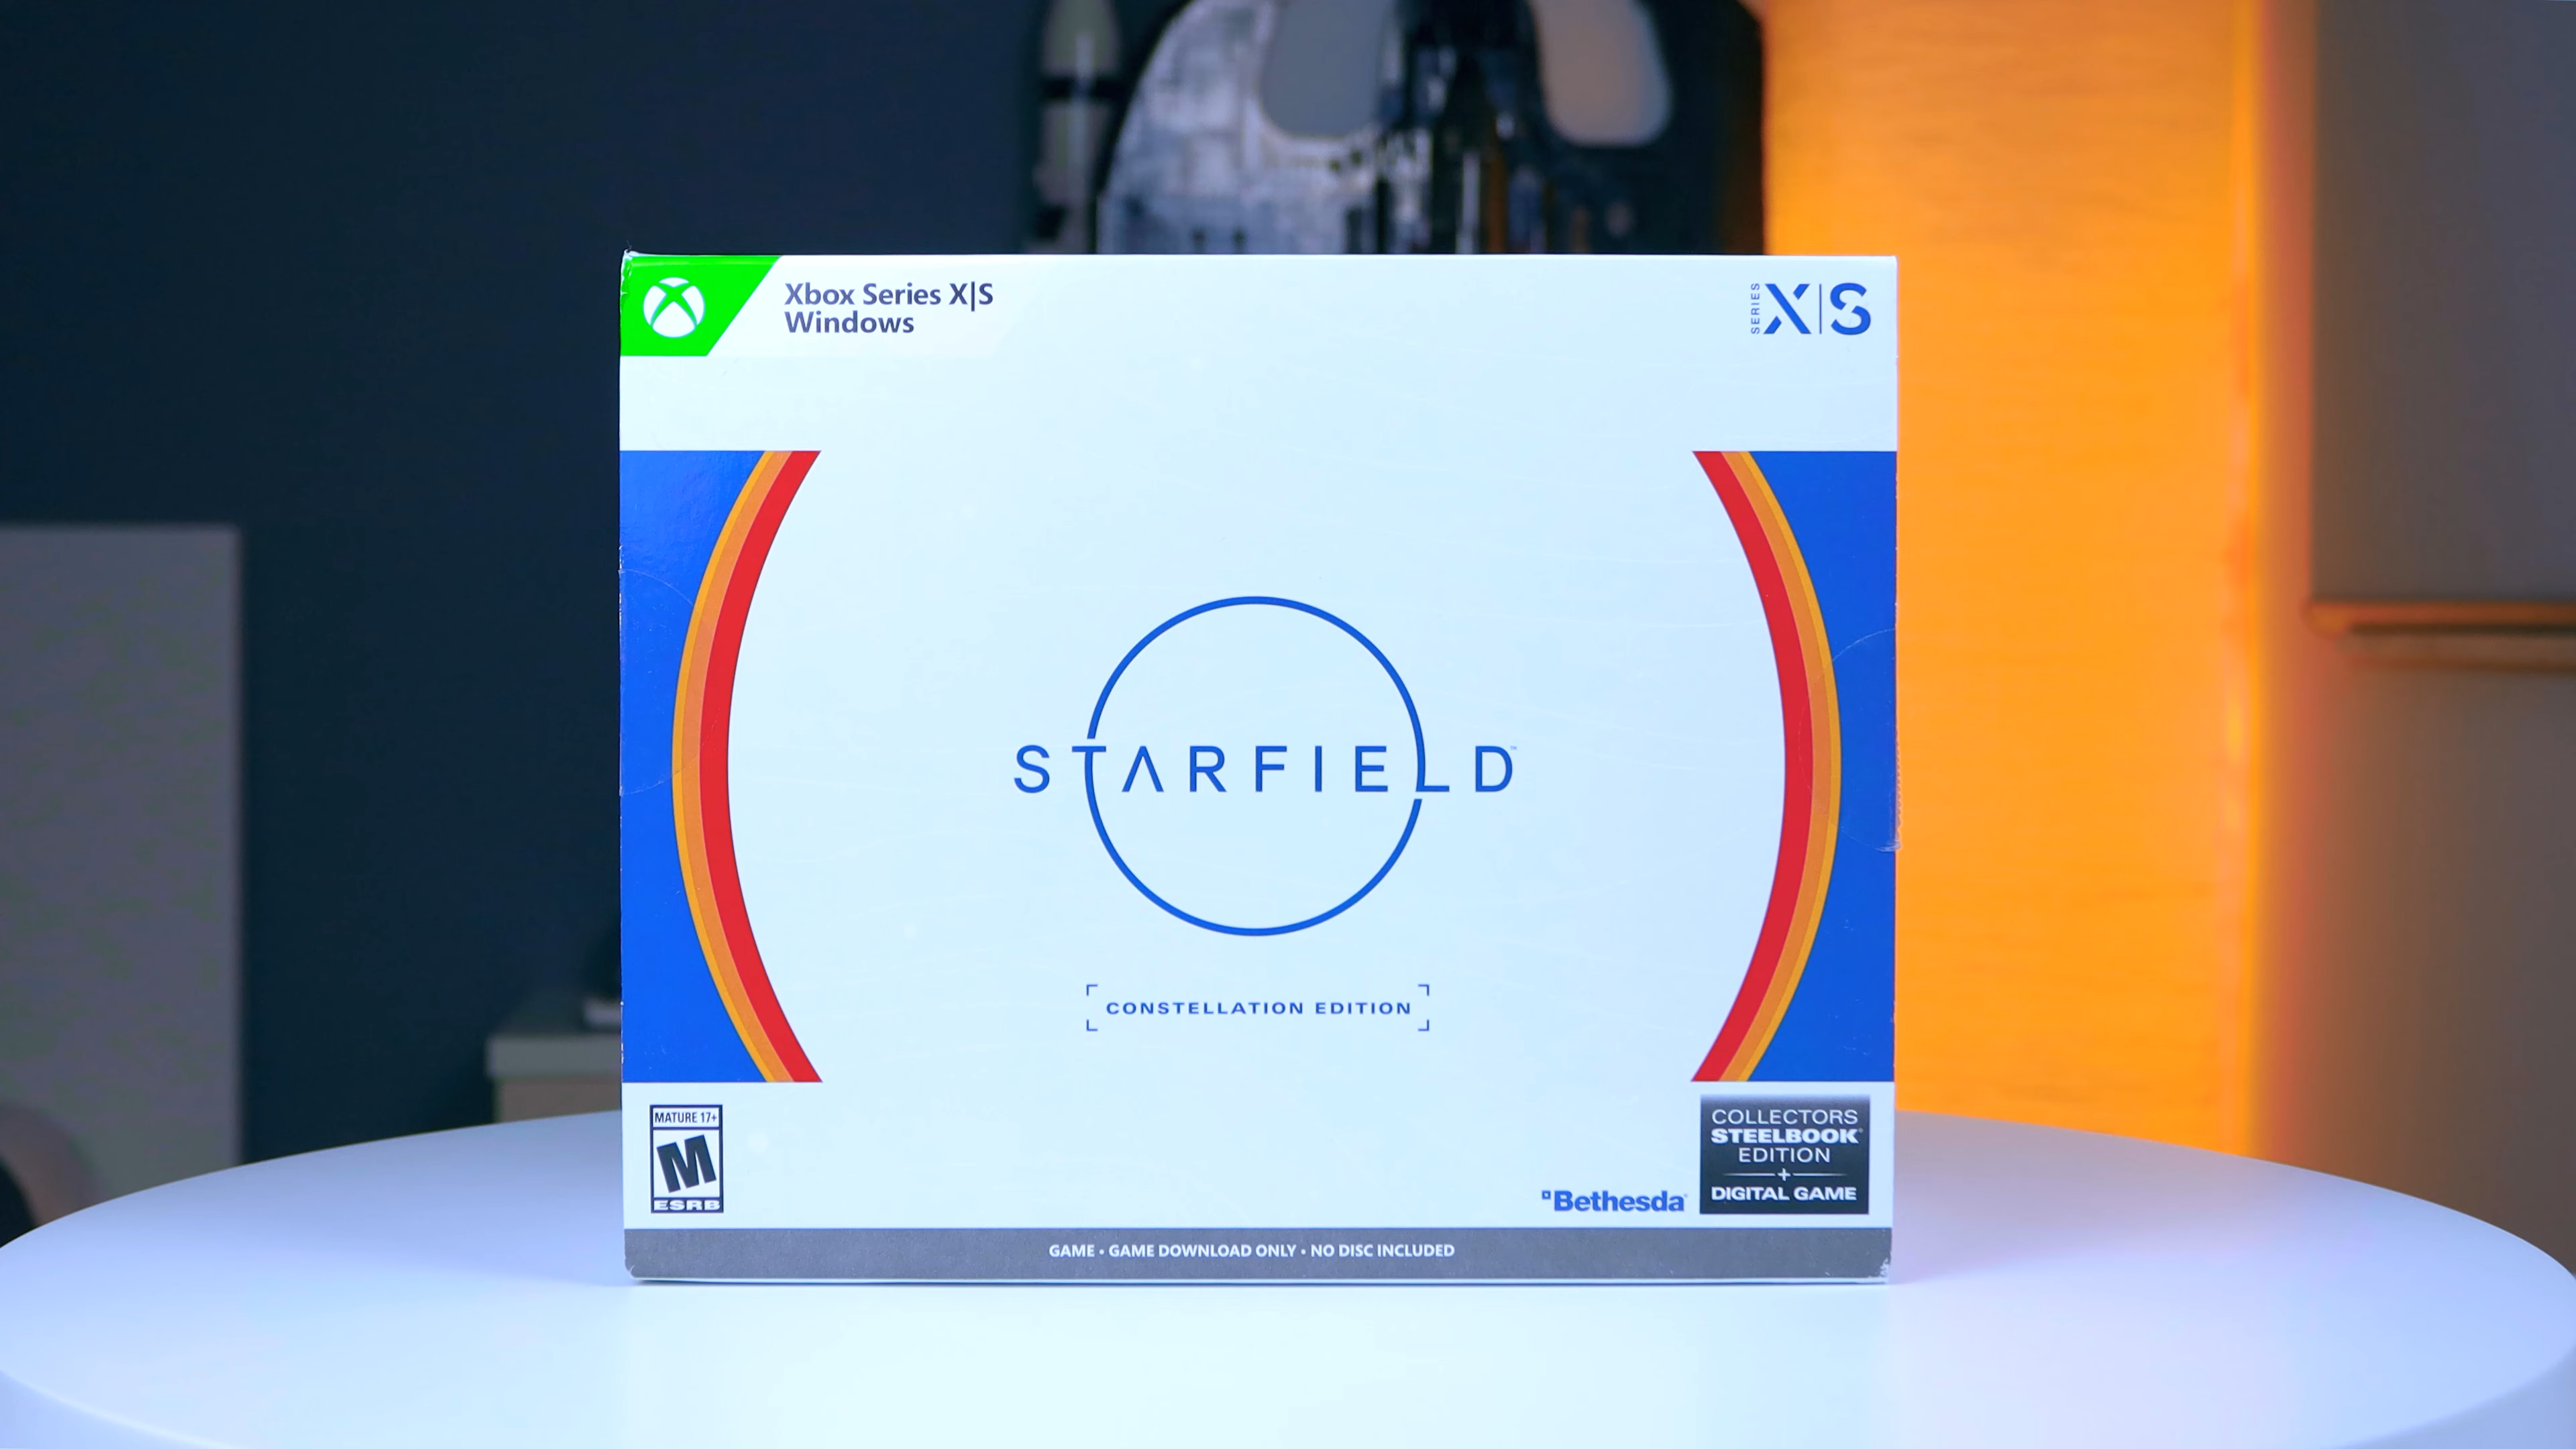 Xbox Series X|S
Windows
SERIES X|S
STARFIELD™
CONSTELLATION EDITION
MATURE 17+
M
ESRB
COLLECTORS
STEELBOOK®
EDITION
+
DIGITAL GAME
Bethesda
GAME • GAME DOWNLOAD ONLY • NO DISC INCLUDED